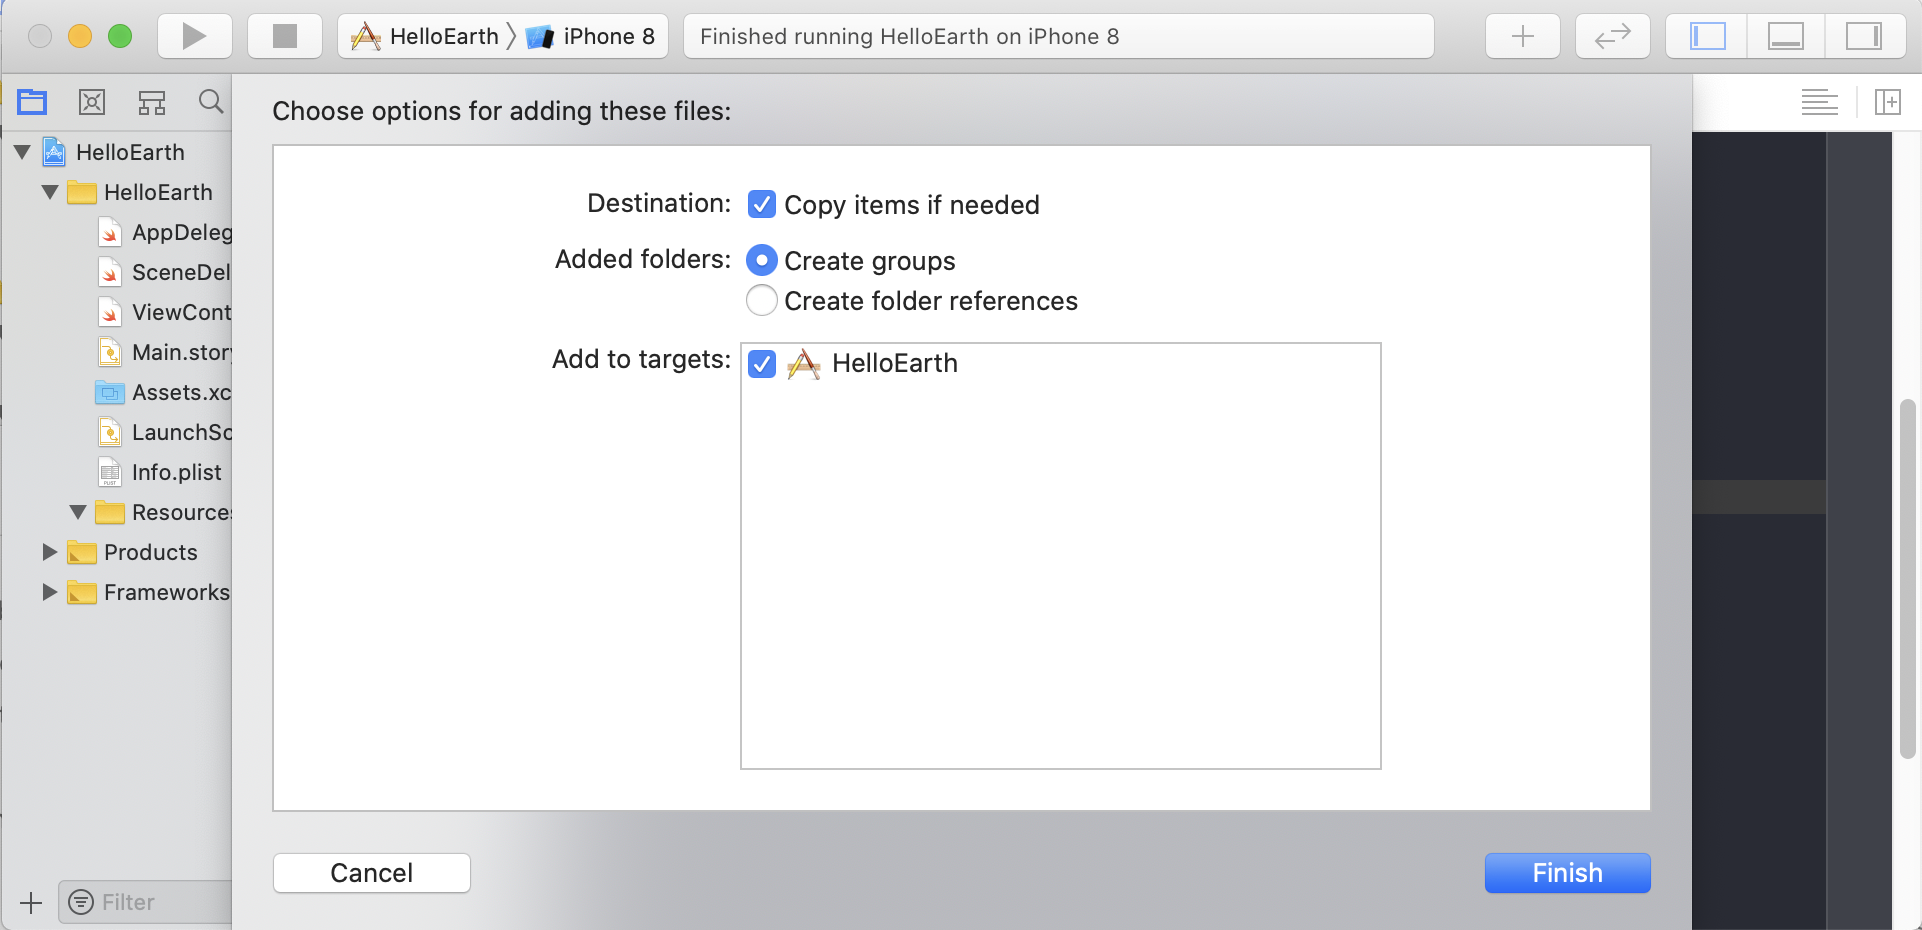 HelloEarth
iPhone 8
Finished running HelloEarth on iPhone 8
Choose options for adding these files:
HelloEarth
HelloEarth
AppDeleg
SceneDel
ViewCont
Main.story
Assets.xc
LaunchSc
Info.plist
Resources
Products
Frameworks
Filter
Destination:
Copy items if needed
Added folders:
Create groups
Create folder references
Add to targets:
HelloEarth
Cancel
Finish